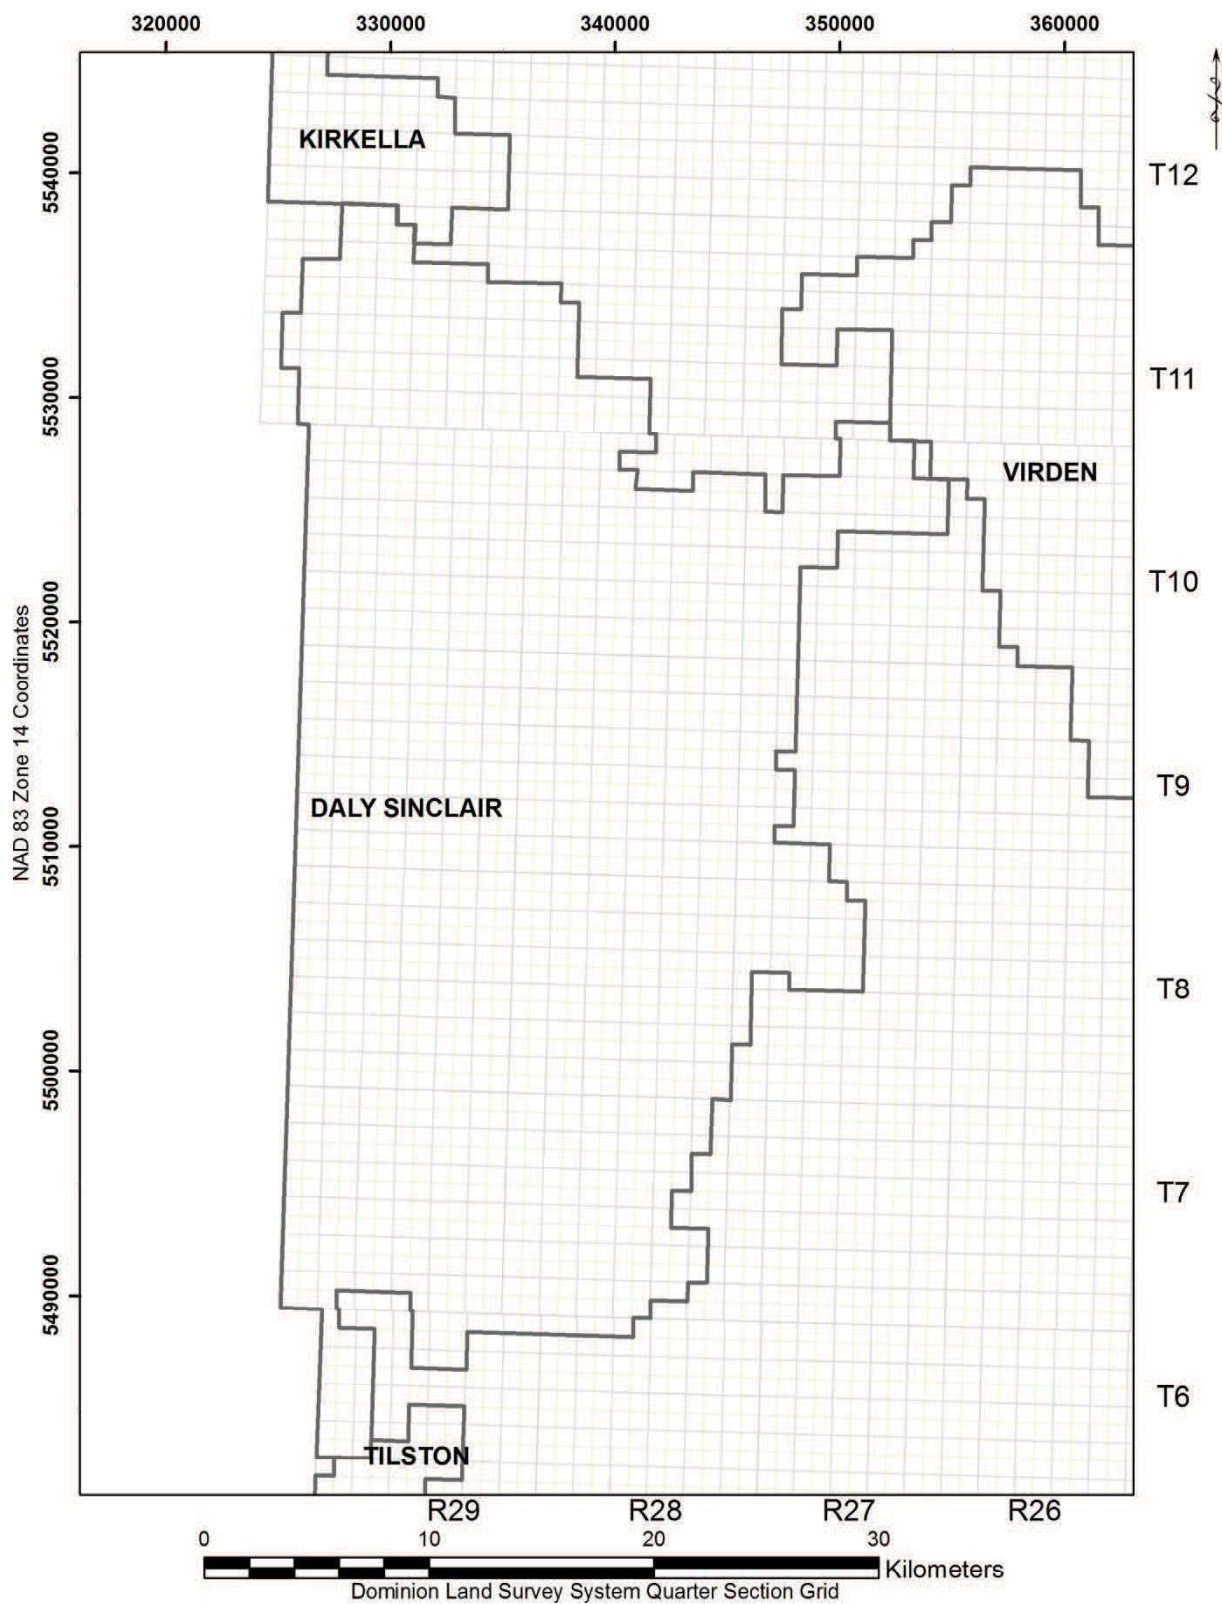 320000 330000 340000 350000 360000
KIRKELLA
5540000
T12
T11
5530000
VIRDEN
T10
5520000
NAD 83 Zone 14 Coordinates
T9
DALY SINCLAIR
5510000
T8
5500000
T7
5490000
T6
TILSTON
R29 R28 R27 R26
0 10 20 30
Kilometers
Dominion Land Survey System Quarter Section Grid